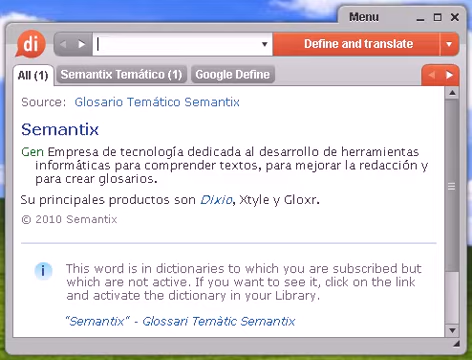 Menu
di
Define and translate
All (1) Semantix Temático (1) Google Define
Source: Glosario Temático Semantix
Semantix
Gen Empresa de tecnología dedicada al desarrollo de herramientas
informáticas para comprender textos, para mejorar la redacción y
para crear glosarios.
Su principales productos son Dixio, Xtyle y Gloxr.
© 2010 Semantix
i
This word is in dictionaries to which you are subscribed but
which are not active. If you want to see it, click on the link
and activate the dictionary in your Library.
"Semantix" - Glossari Temàtic Semantix